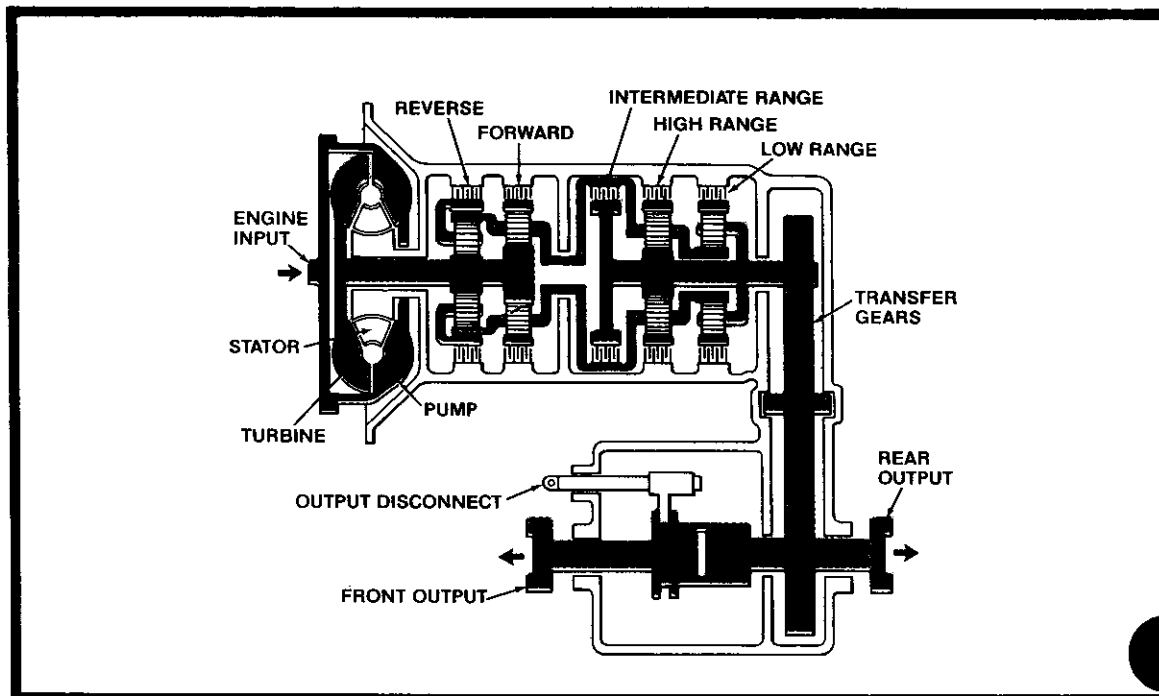 REVERSE
FORWARD
INTERMEDIATE RANGE
HIGH RANGE
LOW RANGE
ENGINE
INPUT
STATOR
TURBINE
PUMP
TRANSFER
GEARS
OUTPUT DISCONNECT
REAR
OUTPUT
FRONT OUTPUT